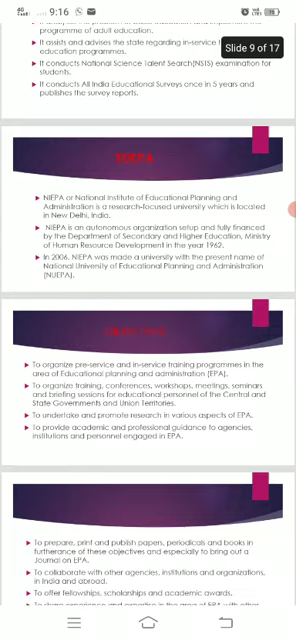 4G
9:16
76
programme of adult education.
It assists and advises the state regarding in-service t
education programmes.
Slide 9 of 17
It conducts National Science Talent Search(NSTS) examination for
students.
It conducts All India Educational Surveys once in 5 years and
publishes the survey reports.
NIEPA
NIEPA or National Institute of Educational Planning and
Administration is a research-focused university which is located
in New Delhi, India.
NIEPA is an autonomous organization setup and fully financed
by the Department of Secondary and Higher Education, Ministry
of Human Resource Development in the year 1962.
In 2006, NIEPA was made a university with the present name of
National University of Educational Planning and Administration
(NUEPA).
To organize pre-service and in-service training programmes in the
area of Educational planning and administration (EPA).
To organize training, conferences, workshops, meetings, seminars
and briefing sessions for educational personnel of the Central and
State Governments and Union Territories.
To undertake and promote research in various aspects of EPA.
To provide academic and professional guidance to agencies,
institutions and personnel engaged in EPA.
To prepare, print and publish papers, periodicals and books in
furtherance of these objectives and especially to bring out a
Journal on EPA.
To collaborate with other agencies, institutions and organizations,
in India and abroad.
To offer fellowships, scholarships and academic awards.